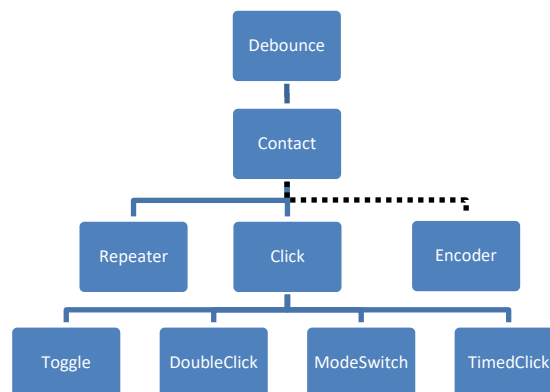 Debounce
Contact
Repeater
Click
Encoder
Toggle
DoubleClick
ModeSwitch
TimedClick